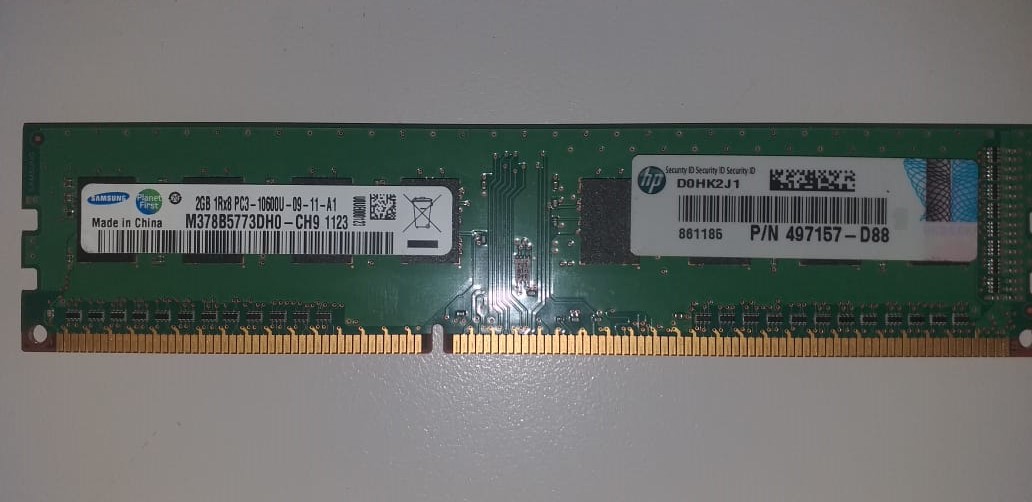 SAMSUNG
Planet
First
2GB 1Rx8 PC3-10600U-09-11-A1
Made in China
M378B5773DH0-CH9 1123
hp
Security ID Security ID Security ID
D0HK2J1
861185 P/N 497157-D88